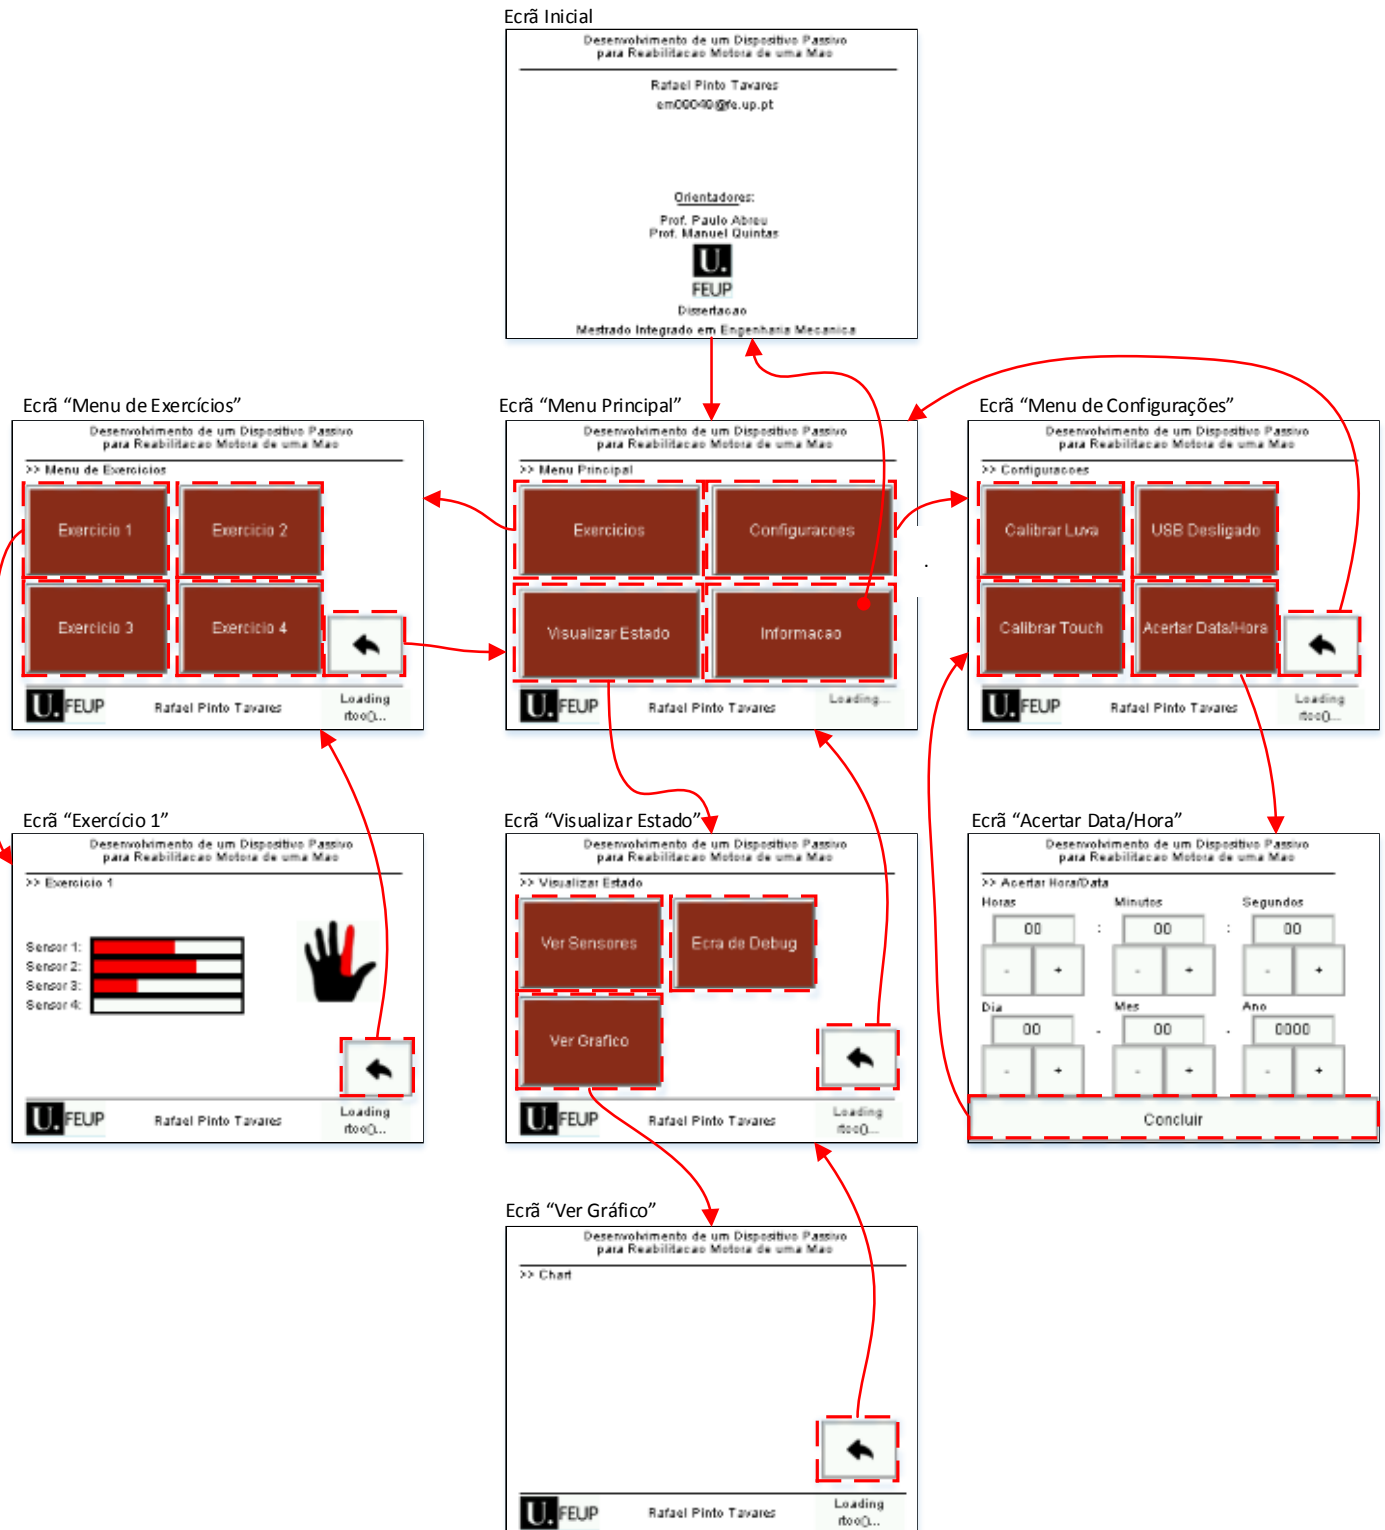 Ecrã Inicial
Desenvolvimento de um Dispositivo Passivo
para Reabilitacao Motora de uma Mao
Rafael Pinto Tavares
em09049@fe.up.pt
Orientadores:
Prof. Paulo Abreu
Prof. Manuel Quintas
U.
FEUP
Dissertacao
Mestrado Integrado em Engenharia Mecanica
Ecrã “Menu de Exercícios”
Desenvolvimento de um Dispositivo Passivo
para Reabilitacao Motora de uma Mao
>> Menu de Exercicios
Exercicio 1
Exercicio 2
Exercicio 3
Exercicio 4
U. FEUP
Rafael Pinto Tavares
Loading
rtcc()...
Ecrã “Menu Principal”
Desenvolvimento de um Dispositivo Passivo
para Reabilitacao Motora de uma Mao
>> Menu Principal
Exercicios
Configuracoes
Visualizar Estado
Informacao
U. FEUP
Rafael Pinto Tavares
Loading...
Ecrã “Menu de Configurações”
Desenvolvimento de um Dispositivo Passivo
para Reabilitacao Motora de uma Mao
>> Configuracoes
Calibrar Luva
USB Desligado
Calibrar Touch
Acertar Data/Hora
U. FEUP
Rafael Pinto Tavares
Loading
rtcc()...
Ecrã “Exercício 1”
Desenvolvimento de um Dispositivo Passivo
para Reabilitacao Motora de uma Mao
>> Exercicio 1
Sensor 1:
Sensor 2:
Sensor 3:
Sensor 4:
U. FEUP
Rafael Pinto Tavares
Loading
rtcc()...
Ecrã “Visualizar Estado”
Desenvolvimento de um Dispositivo Passivo
para Reabilitacao Motora de uma Mao
>> Visualizar Estado
Ver Sensores
Ecra de Debug
Ver Grafico
U. FEUP
Rafael Pinto Tavares
Loading
rtcc()...
Ecrã “Acertar Data/Hora”
Desenvolvimento de um Dispositivo Passivo
para Reabilitacao Motora de uma Mao
>> Acertar Hora/Data
Horas Minutos Segundos
00 : 00 : 00
- + - + - +
Dia Mes Ano
00 . 00 . 0000
- + - + - +
Concluir
Ecrã “Ver Gráfico”
Desenvolvimento de um Dispositivo Passivo
para Reabilitacao Motora de uma Mao
>> Chart
U. FEUP
Rafael Pinto Tavares
Loading
rtcc()...